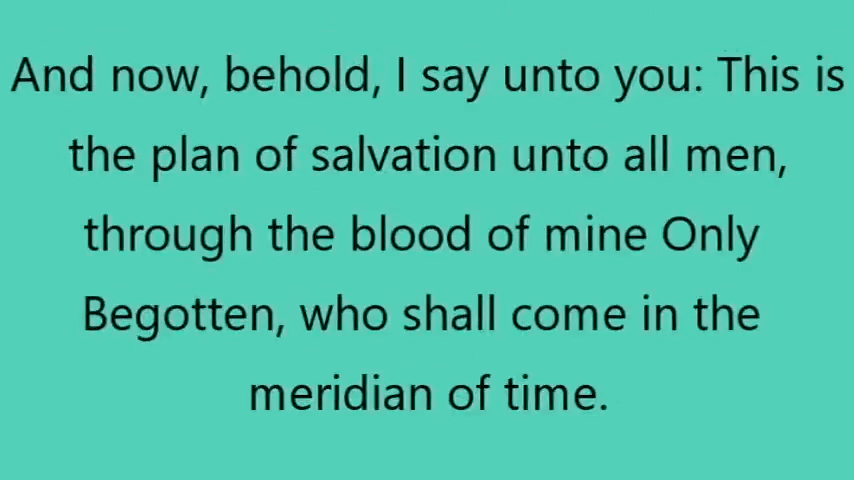 And now, behold, I say unto you: This is
the plan of salvation unto all men,
through the blood of mine Only
Begotten, who shall come in the
meridian of time.